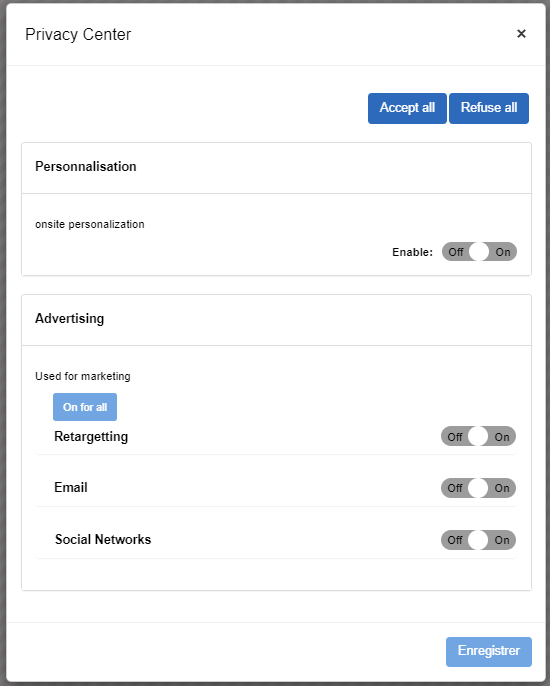 Privacy Center ×
Accept all Refuse all
Personnalisation
onsite personalization
Enable: Off On
Advertising
Used for marketing
On for all
Retargetting Off On
Email Off On
Social Networks Off On
Enregistrer